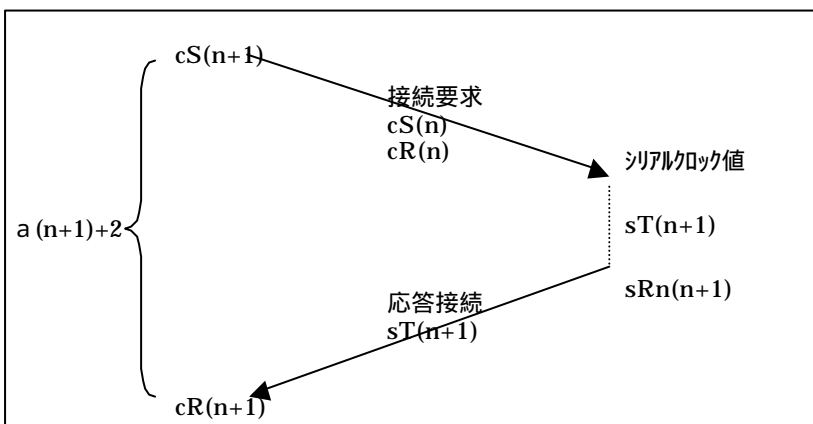 cS(n+1)
接続要求
cS(n)
cR(n)
ｼﾘｱﾙｸﾛｯｸ値
a (n+1)+2
sT(n+1)
sRn(n+1)
応答接続
sT(n+1)
cR(n+1)